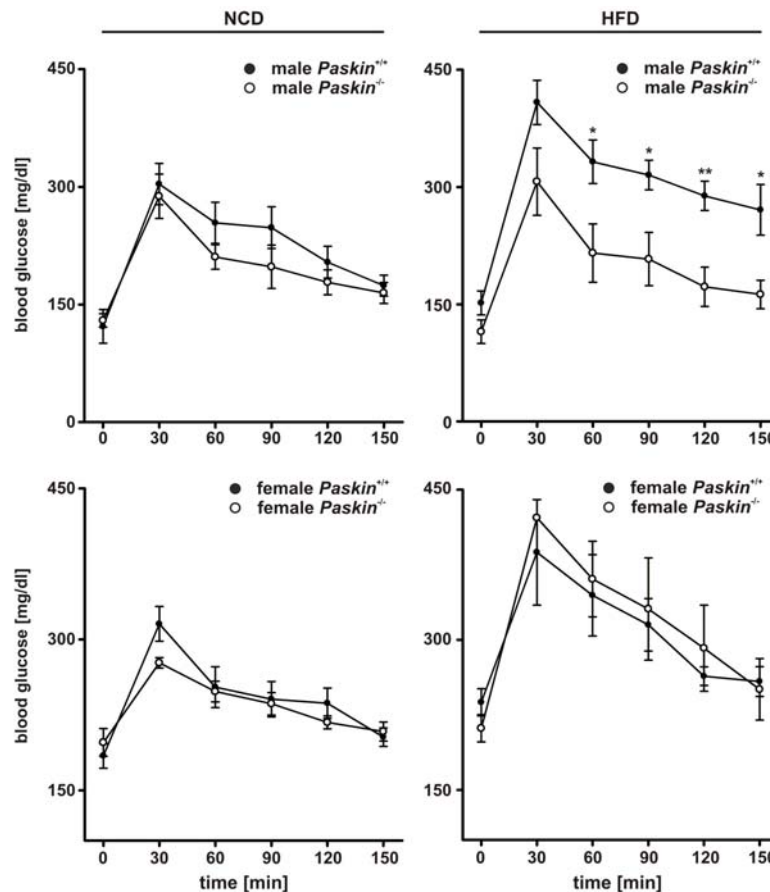 NCD
HFD
male Paskin+/+
male Paskin-/-
male Paskin+/+
male Paskin-/-
450
300
150
0
blood glucose [mg/dl]
0 30 60 90 120 150
450
300
150
0
* * ** *
0 30 60 90 120 150
female Paskin+/+
female Paskin-/-
female Paskin+/+
female Paskin-/-
450
300
150
blood glucose [mg/dl]
0 30 60 90 120 150
time [min]
450
300
150
0 30 60 90 120 150
time [min]